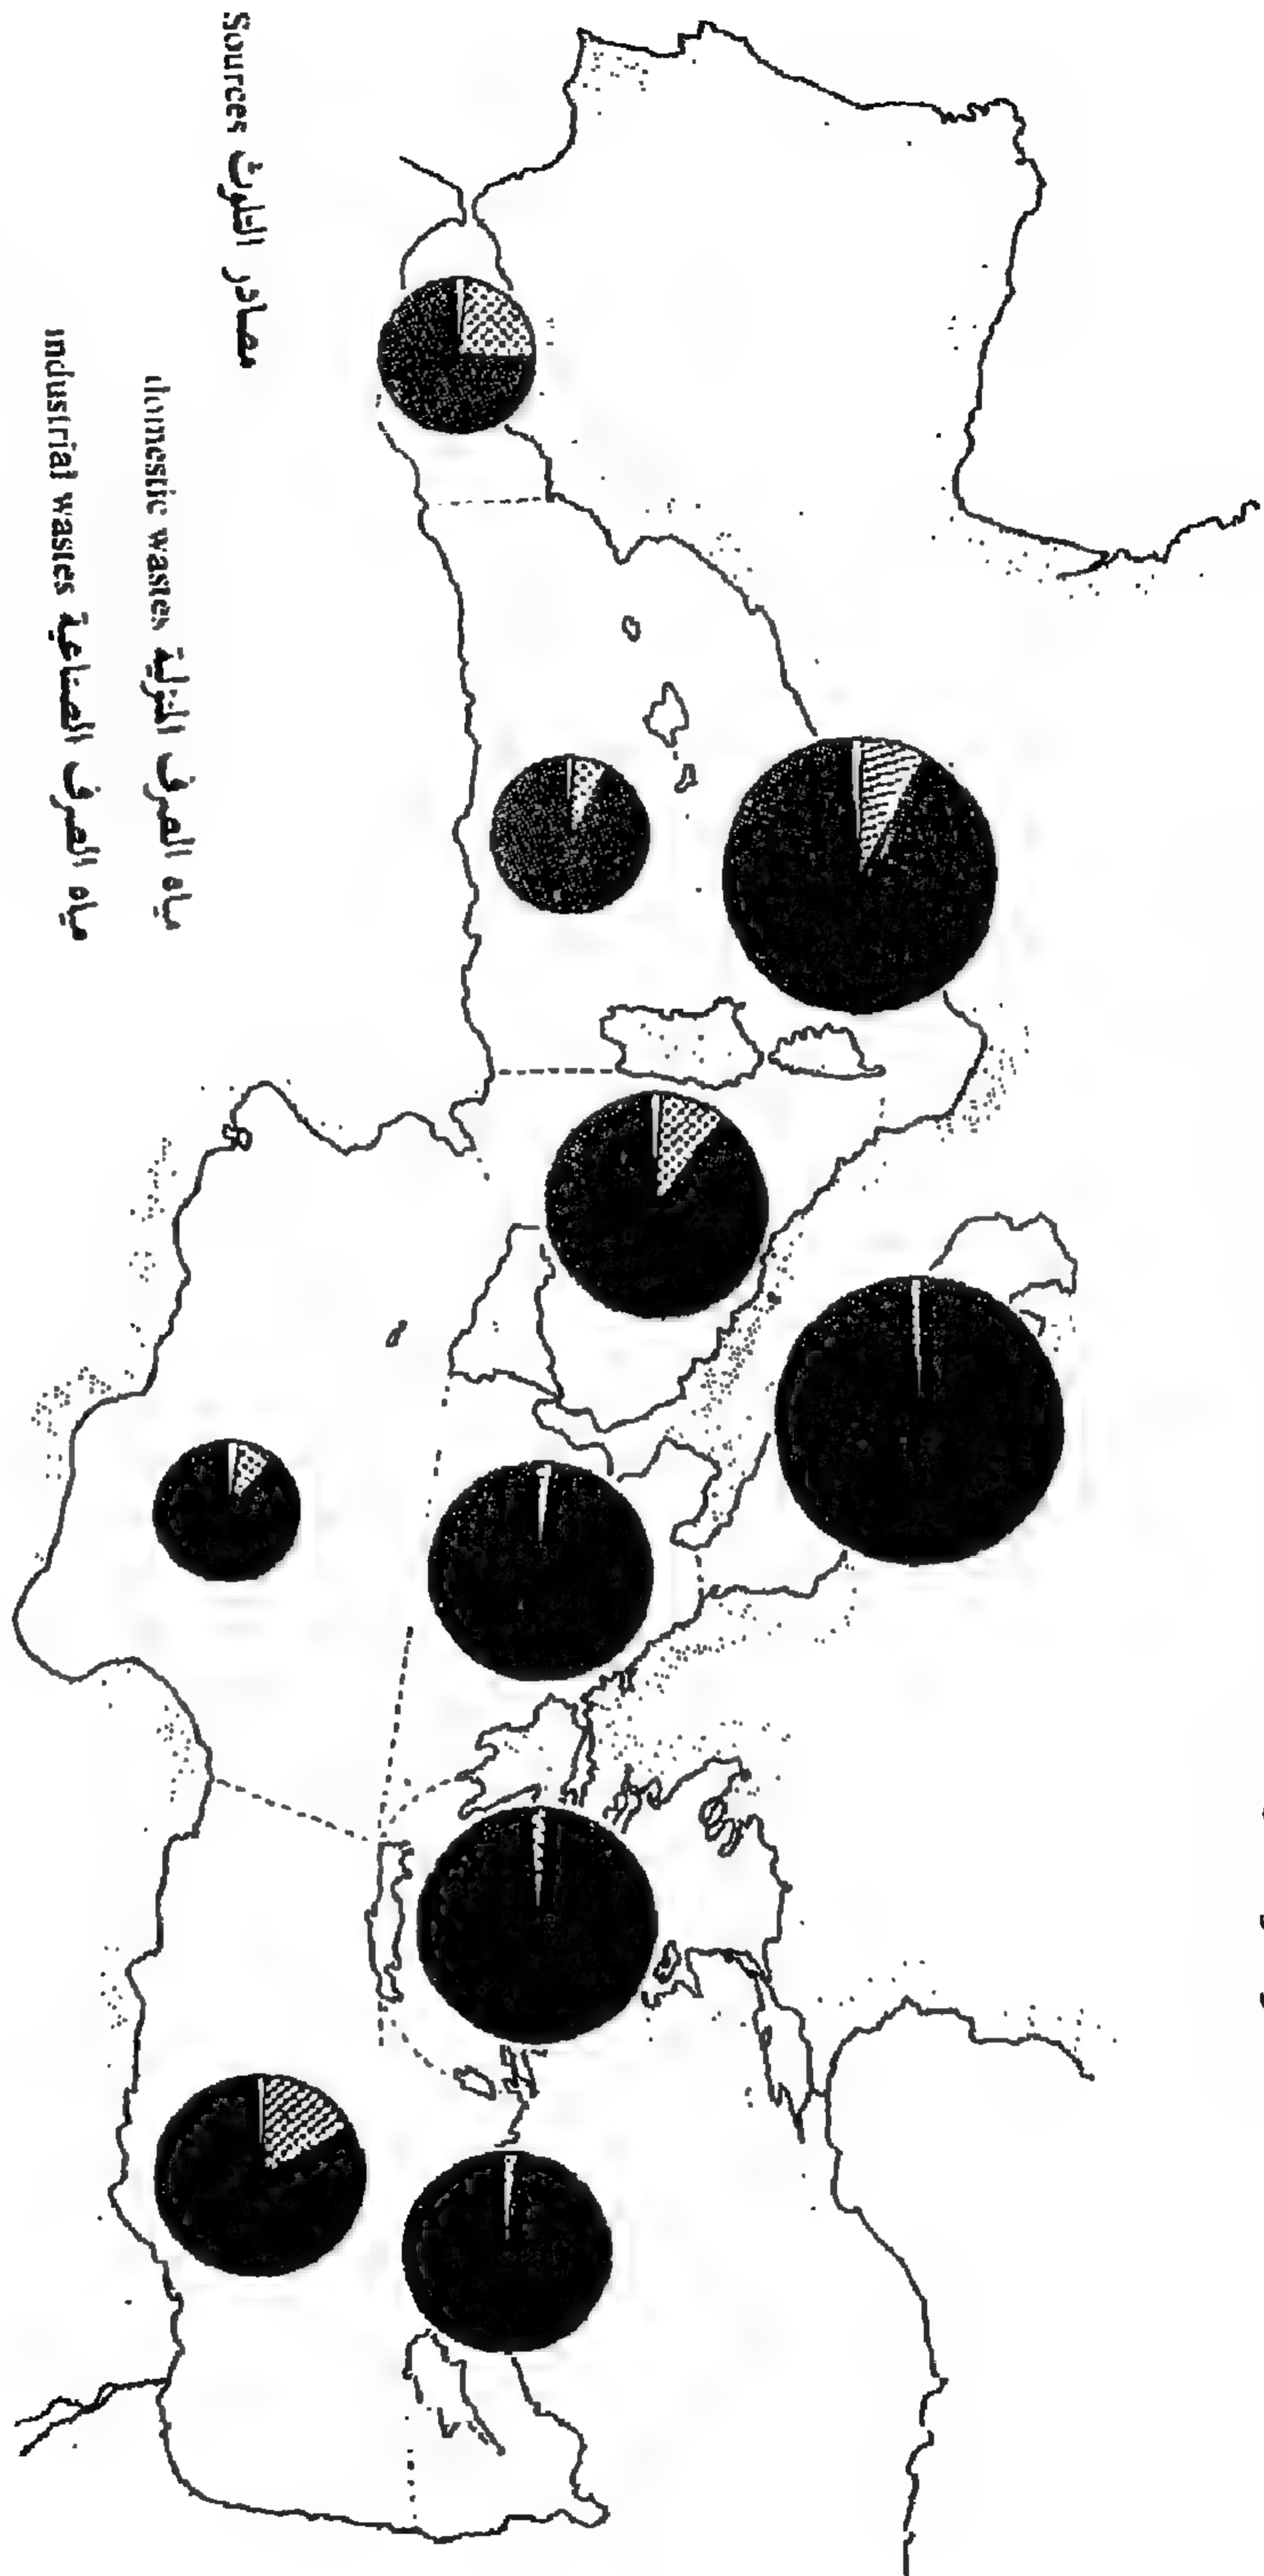 Sources مصادر التلوث
domestic wastes مياه الصرف المنزلية
industrial wastes مياه الصرف الصناعية